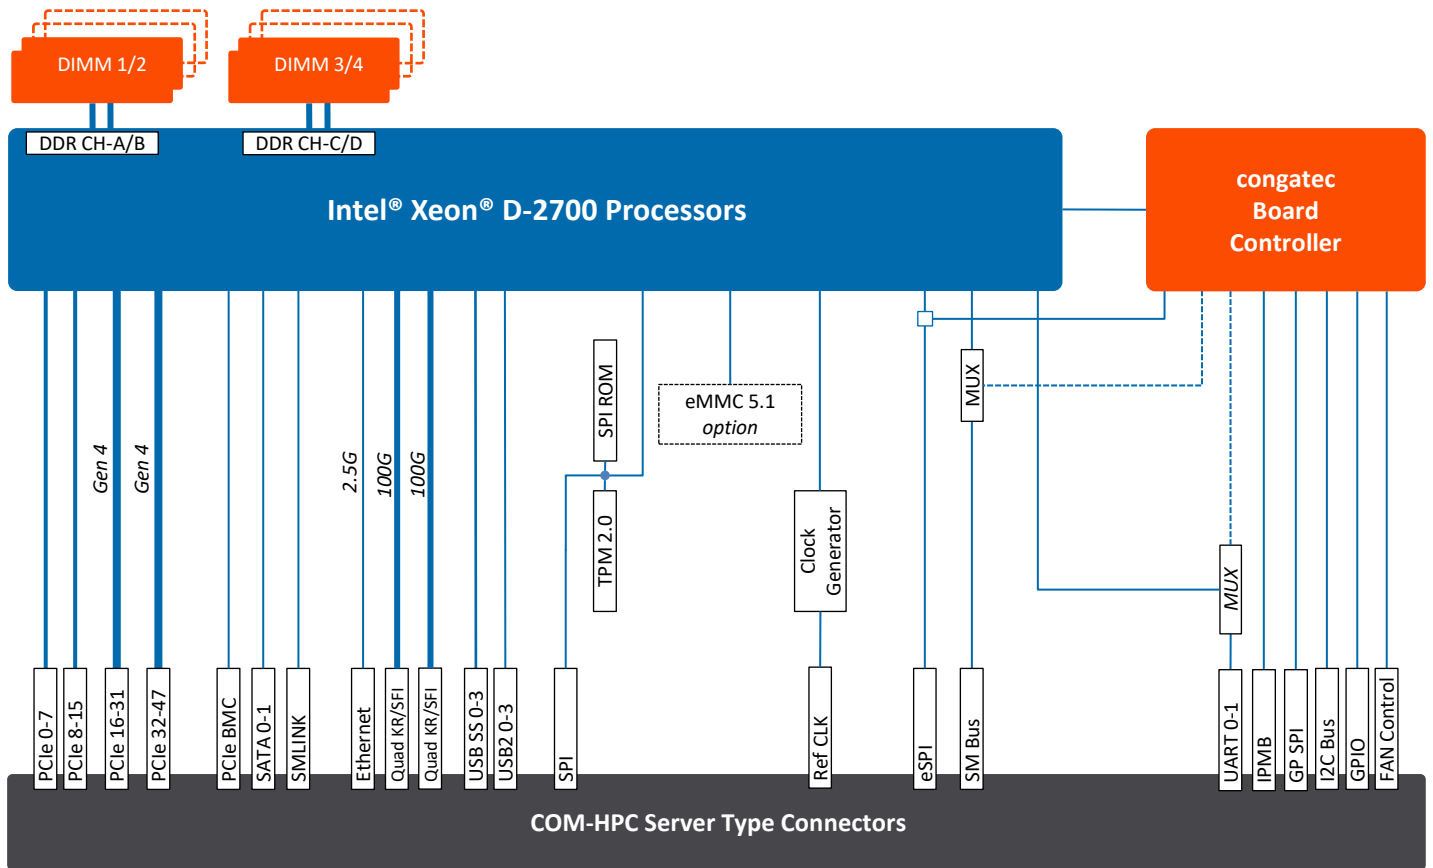 DIMM 1/2
DIMM 3/4
DDR CH-A/B
DDR CH-C/D
Intel® Xeon® D-2700 Processors
congatec
Board
Controller
Gen 4
Gen 4
2.5G
100G
100G
SPI ROM
TPM 2.0
eMMC 5.1
option
Clock
Generator
MUX
MUX
PCIe 0-7
PCIe 8-15
PCIe 16-31
PCIe 32-47
PCIe BMC
SATA 0-1
SMLINK
Ethernet
Quad KR/SFI
Quad KR/SFI
USB SS 0-3
USB2 0-3
SPI
Ref CLK
eSPI
SM Bus
UART 0-1
IPMB
GP SPI
I2C Bus
GPIO
FAN Control
COM-HPC Server Type Connectors